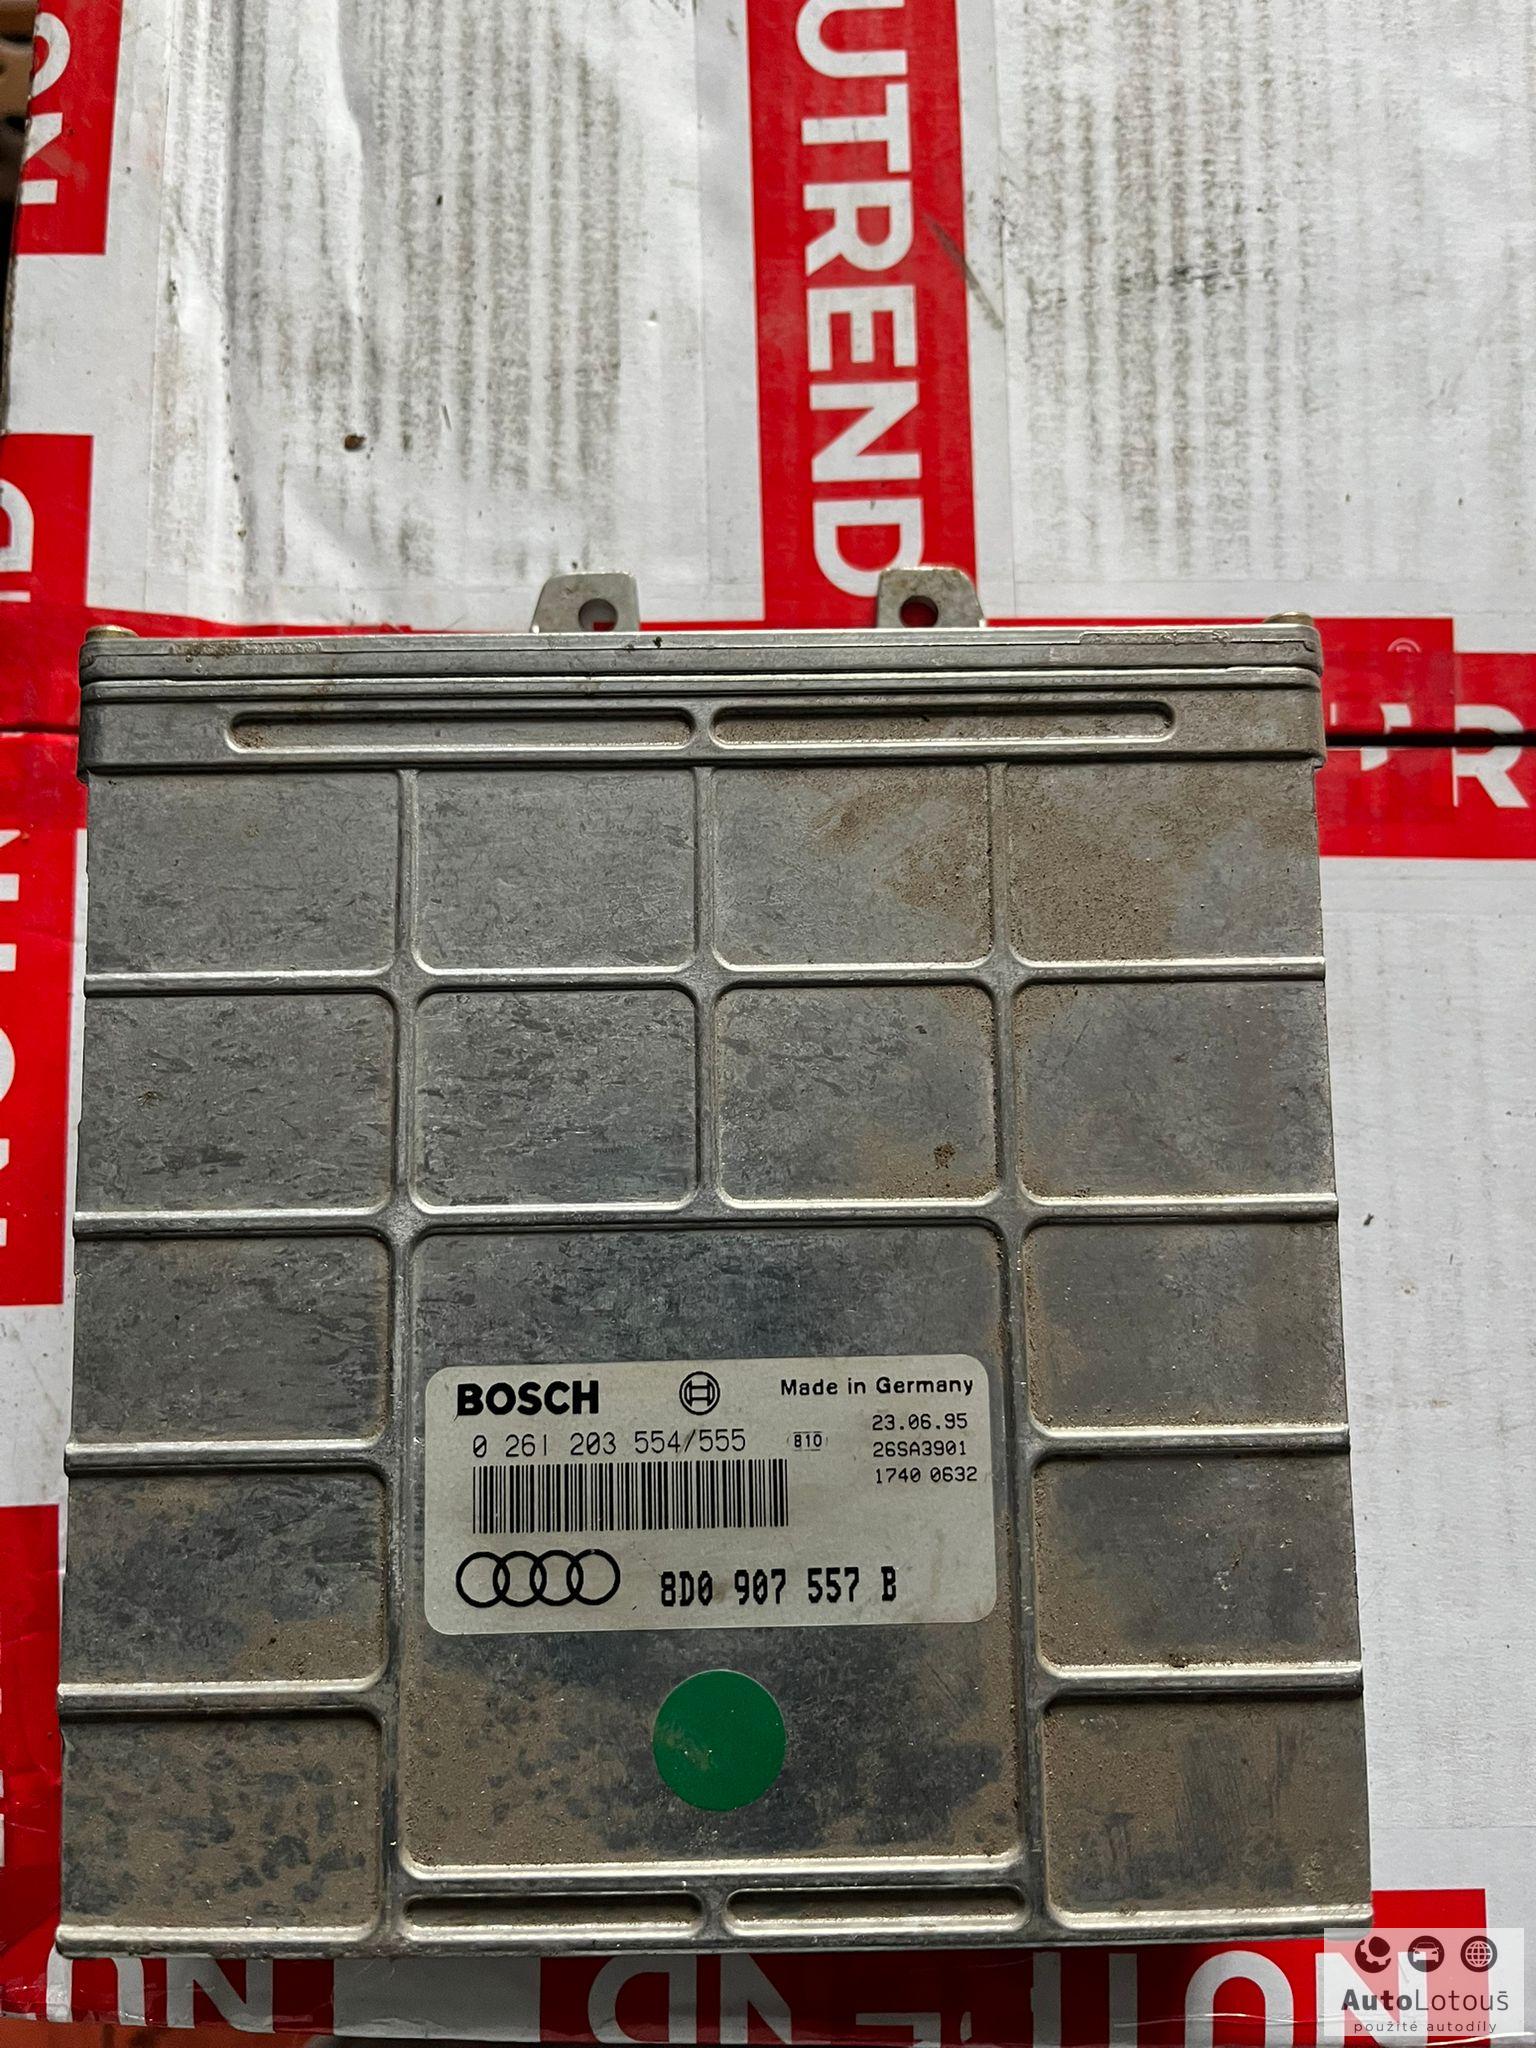 UTREND
R
BOSCH
Made in Germany
0 261 203 554/555
810
23.06.95
26SA3901
1740 0632
8D0 907 557 B
AutoLotouš
použité autodíly